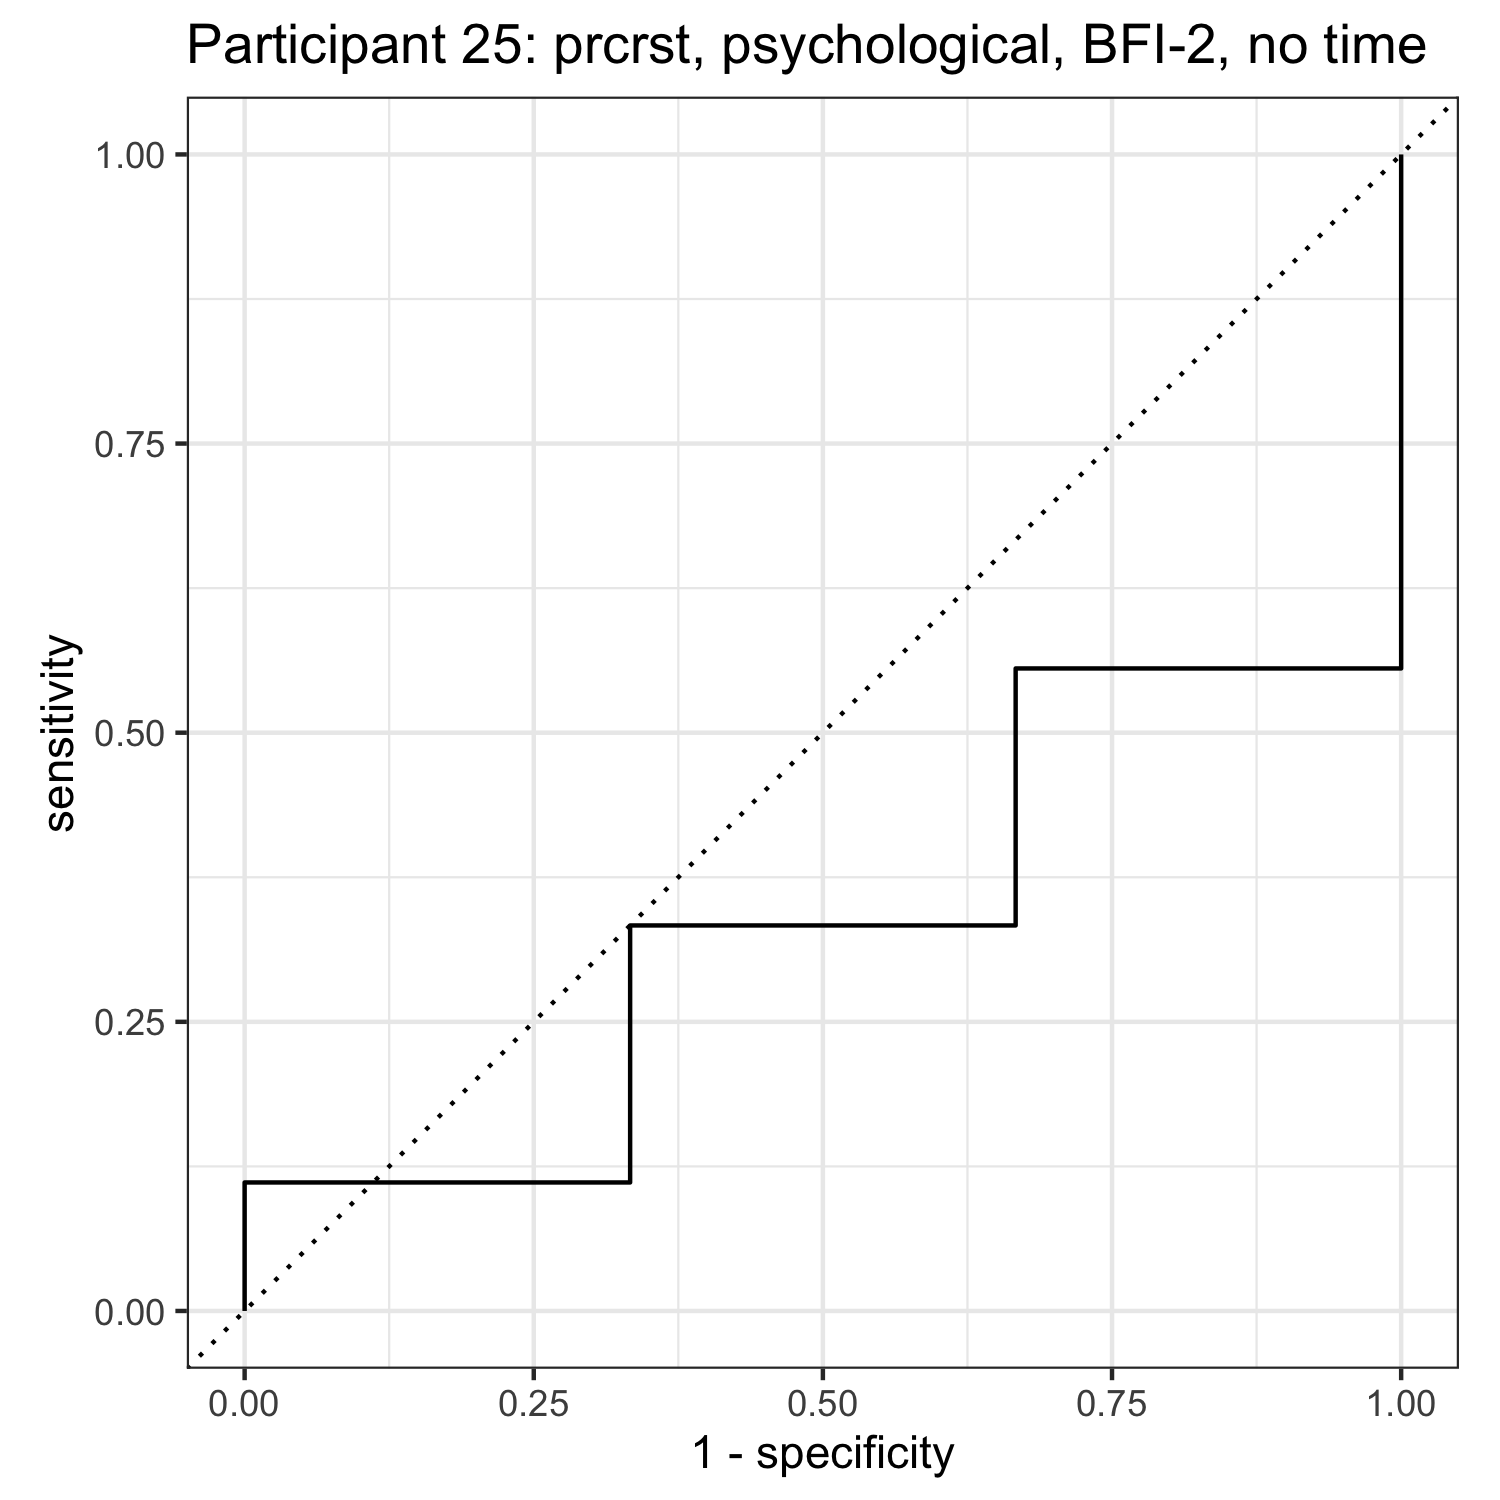 Participant 25: prcrst, psychological, BFI-2, no time
sensitivity
1.00
0.75
0.50
0.25
0.00
0.00 0.25 0.50 0.75 1.00
1 - specificity